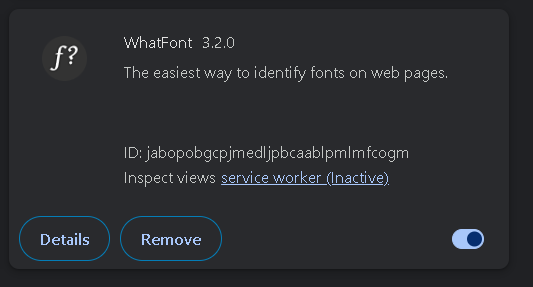 f?
WhatFont 3.2.0
The easiest way to identify fonts on web pages.
ID: jabopobgcpjmedljpbcaablpmlmfcogm
Inspect views service worker (Inactive)
Details Remove